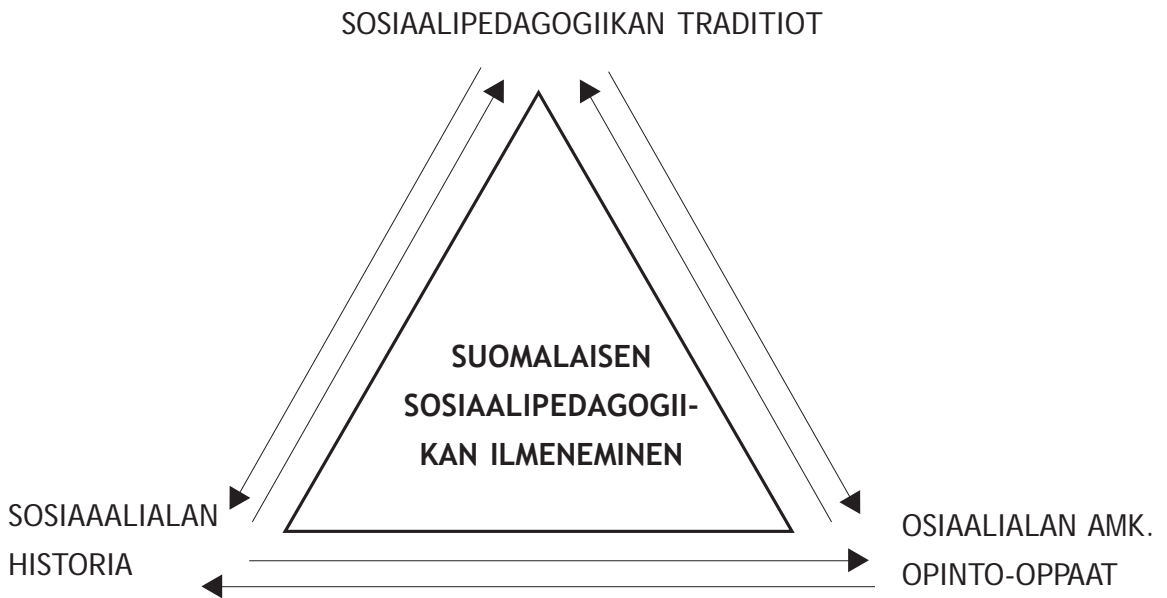 SOSIAALIPEDAGOGIIKAN TRADITIOT
SUOMALAISEN
SOSIAALIPEDAGOGII-
KAN ILMENEMINEN
SOSIAAALIALAN
HISTORIA
OSIAALIALAN AMK.
OPINTO-OPPAAT